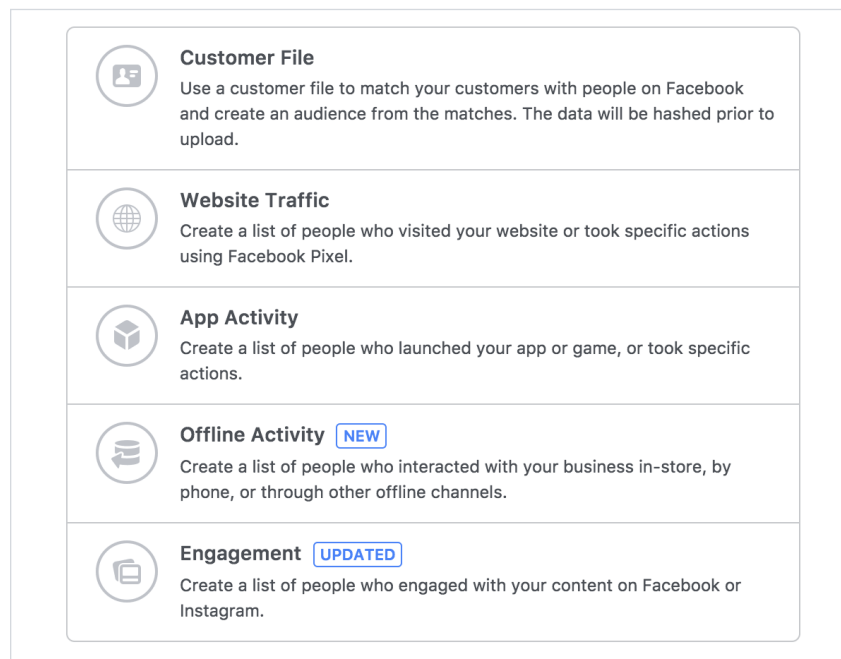 Customer File
Use a customer file to match your customers with people on Facebook
and create an audience from the matches. The data will be hashed prior to
upload.
Website Traffic
Create a list of people who visited your website or took specific actions
using Facebook Pixel.
App Activity
Create a list of people who launched your app or game, or took specific
actions.
Offline Activity NEW
Create a list of people who interacted with your business in-store, by
phone, or through other offline channels.
Engagement UPDATED
Create a list of people who engaged with your content on Facebook or
Instagram.